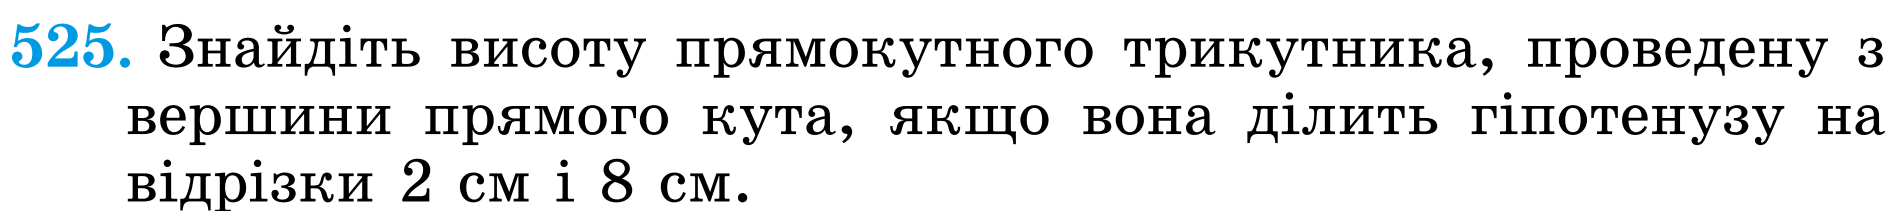 525. Знайдіть висоту прямокутного трикутника, проведену з
вершини прямого кута, якщо вона ділить гіпотенузу на
відрізки 2 см і 8 см.